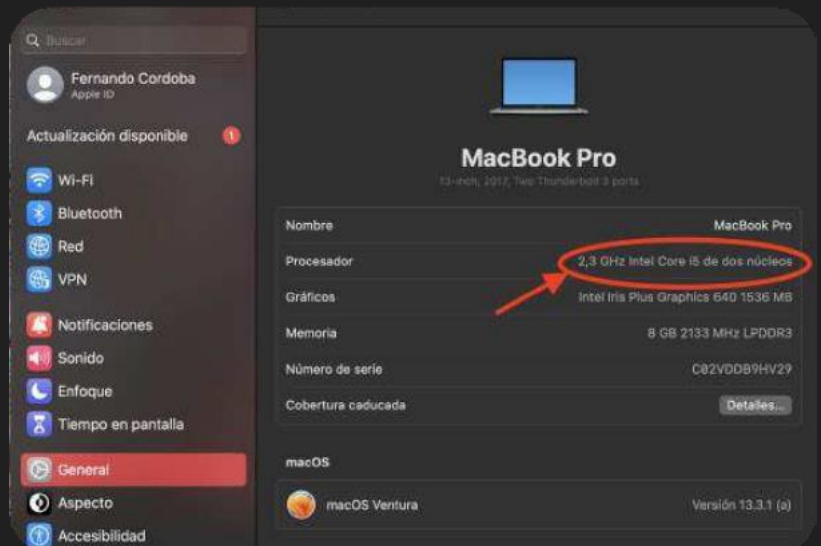 Buscar
Fernando Cordoba
Apple ID
Actualización disponible 1
Wi-Fi
Bluetooth
Red
VPN
Notificaciones
Sonido
Enfoque
Tiempo en pantalla
General
Aspecto
Accesibilidad
MacBook Pro
13-inch, 2017, Two Thunderbolt 3 ports
Nombre MacBook Pro
Procesador 2,3 GHz Intel Core i5 de dos núcleos
Gráficos Intel Iris Plus Graphics 640 1536 MB
Memoria 8 GB 2133 MHz LPDDR3
Número de serie C02VDDB9HV29
Cobertura caducada Detalles...
macOS
macOS Ventura Versión 13.3.1 (a)